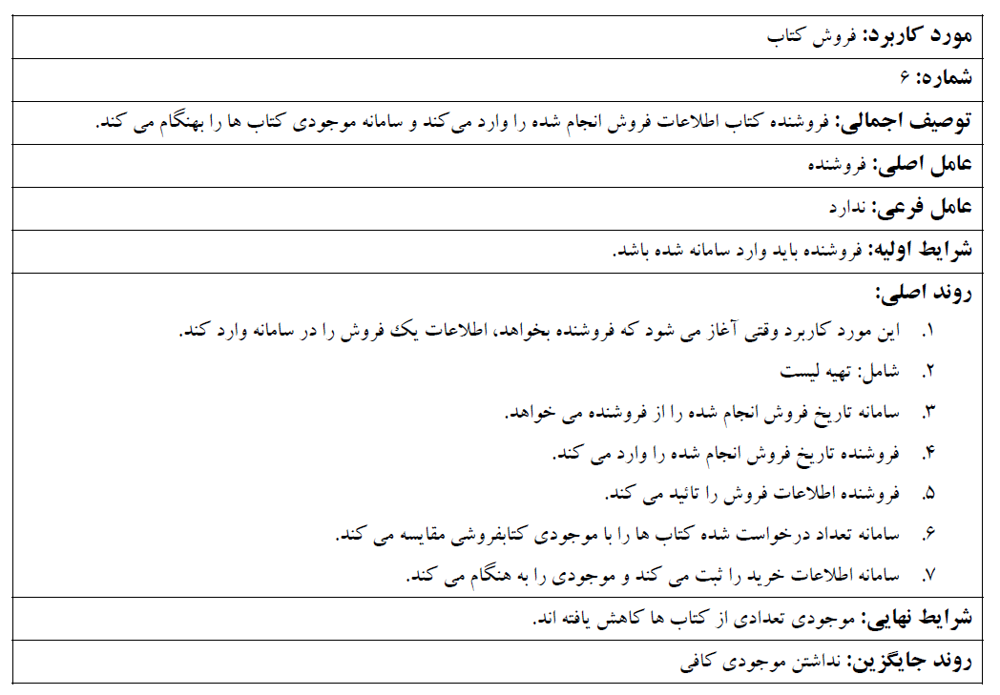 مورد کاربرد: فروش کتاب
شماره: ۶
توصیف اجمالی: فروشنده کتاب اطلاعات فروش انجام شده را وارد می‌کند و سامانه موجودی کتاب ها را بهنگام می کند.
عامل اصلی: فروشنده
عامل فرعی: ندارد
شرایط اولیه: فروشنده باید وارد سامانه شده باشد.
روند اصلی:
۱. این مورد کاربرد وقتی آغاز می شود که فروشنده بخواهد، اطلاعات یک فروش را در سامانه وارد کند.
۲. شامل: تهیه لیست
۳. سامانه تاریخ فروش انجام شده را از فروشنده می خواهد.
۴. فروشنده تاریخ فروش انجام شده را وارد می کند.
۵. فروشنده اطلاعات فروش را تائید می کند.
۶. سامانه تعداد درخواست شده کتاب ها را با موجودی کتابفروشی مقایسه می کند.
۷. سامانه اطلاعات خرید را ثبت می کند و موجودی را به هنگام می کند.
شرایط نهایی: موجودی تعدادی از کتاب ها کاهش یافته اند.
روند جایگزین: نداشتن موجودی کافی